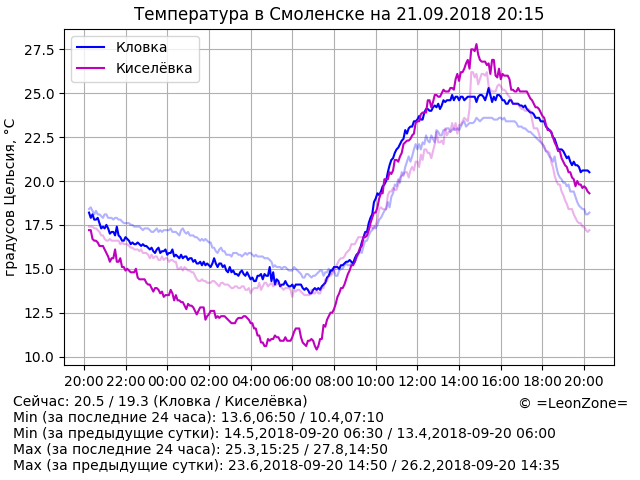 Температура в Смоленске на 21.09.2018 20:15
Кловка
Киселёвка
градусов Цельсия, °C
27.5
25.0
22.5
20.0
17.5
15.0
12.5
10.0
20:00 22:00 00:00 02:00 04:00 06:00 08:00 10:00 12:00 14:00 16:00 18:00 20:00
Сейчас: 20.5 / 19.3 (Кловка / Киселёвка)
© =LeonZone=
Min (за последние 24 часа): 13.6,06:50 / 10.4,07:10
Min (за предыдущие сутки): 14.5,2018-09-20 06:30 / 13.4,2018-09-20 06:00
Max (за последние 24 часа): 25.3,15:25 / 27.8,14:50
Max (за предыдущие сутки): 23.6,2018-09-20 14:50 / 26.2,2018-09-20 14:35